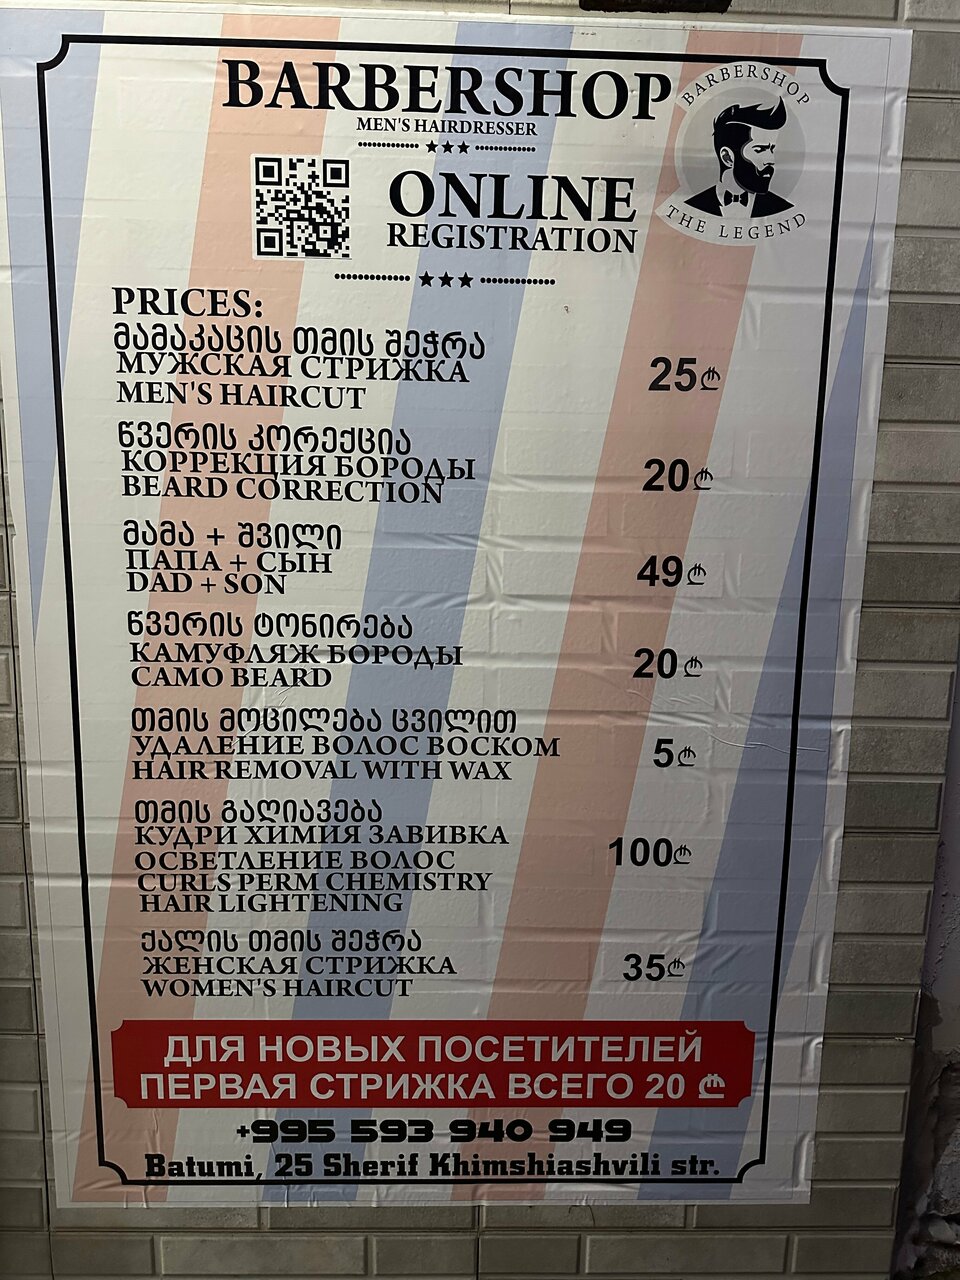 BARBERSHOP
MEN'S HAIRDRESSER
BARBERSHOP
THE LEGEND
ONLINE
REGISTRATION
PRICES:
მამაკაცის თმის შეჭრა
МУЖСКАЯ СТРИЖКА
MEN'S HAIRCUT
25₾
წვერის კორექცია
КОРРЕКЦИЯ БОРОДЫ
BEARD CORRECTION
20₾
მამა + შვილი
ПАПА + СЫН
DAD + SON
49₾
წვერის ტონირება
КАМУФЛЯЖ БОРОДЫ
CAMO BEARD
20₾
თმის მოცილება ცვილით
УДАЛЕНИЕ ВОЛОС ВОСКОМ
HAIR REMOVAL WITH WAX
5₾
თმის გაღიავება
КУДРИ ХИМИЯ ЗАВИВКА
ОСВЕТЛЕНИЕ ВОЛОС
CURLS PERM CHEMISTRY
HAIR LIGHTENING
100₾
ქალის თმის შეჭრა
ЖЕНСКАЯ СТРИЖКА
WOMEN'S HAIRCUT
35₾
ДЛЯ НОВЫХ ПОСЕТИТЕЛЕЙ
ПЕРВАЯ СТРИЖКА ВСЕГО 20 ₾
+995 593 940 949
Batumi, 25 Sherif Khimshiashvili str.